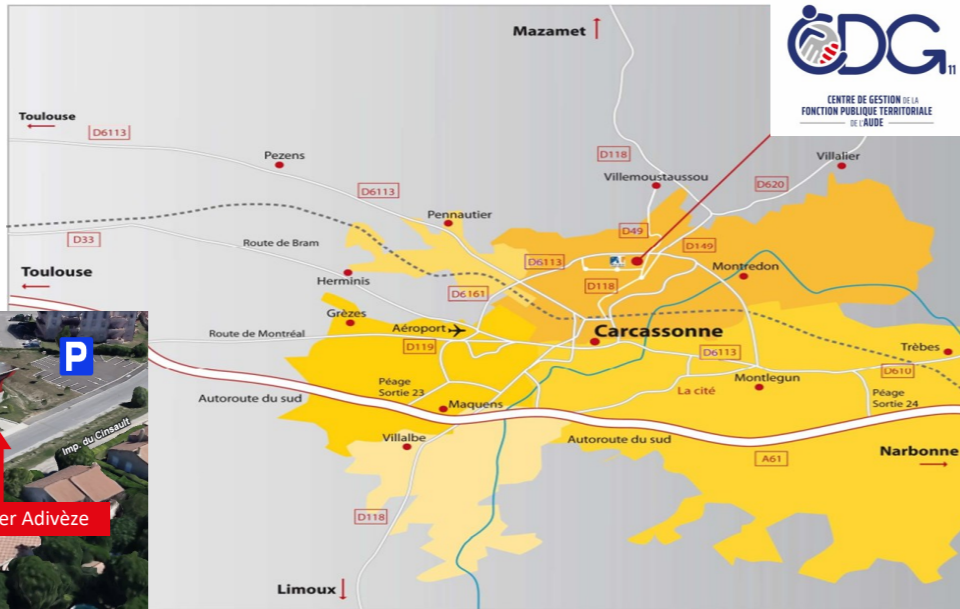 Mazamet
CDG 11
CENTRE DE GESTION DE LA
FONCTION PUBLIQUE TERRITORIALE
DE L'AUDE
Toulouse
D6113
Pezens
D118
Villalier
Villemoustaussou
D6113
D620
Pennautier
D49
D33
Route de Bram
D149
D6113
Toulouse
Montredon
Herminis
D118
D6161
Grèzes
Aéroport
Carcassonne
Route de Montréal
P
D119
D6113
Trèbes
D610
Péage
Sortie 23
La cité
Montlegun
Péage
Sortie 24
Autoroute du sud
Maquens
Imp. du Cinsault
Villalbe
Autoroute du sud
Narbonne
A61
er Adivèze
D118
Limoux